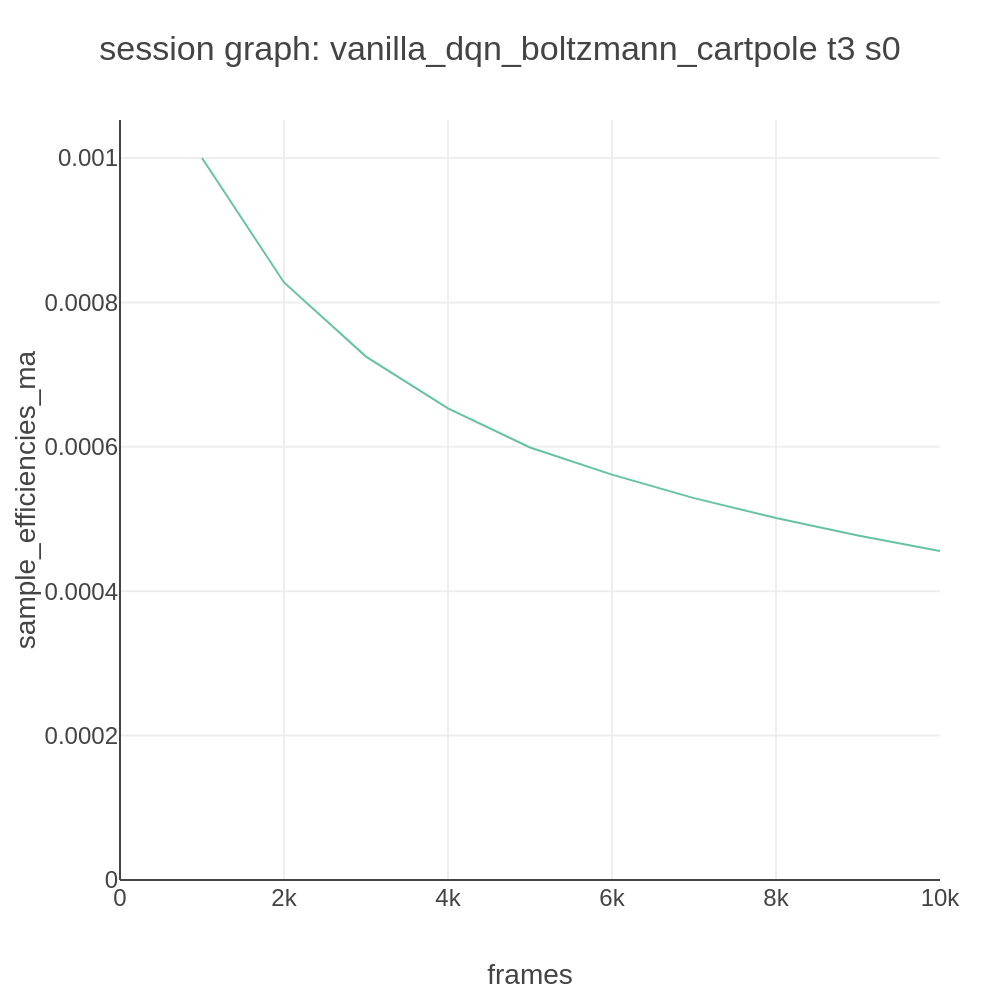 session graph: vanilla_dqn_boltzmann_cartpole t3 s0
sample_efficiencies_ma
0.001
0.0008
0.0006
0.0004
0.0002
0
0 2k 4k 6k 8k 10k
frames